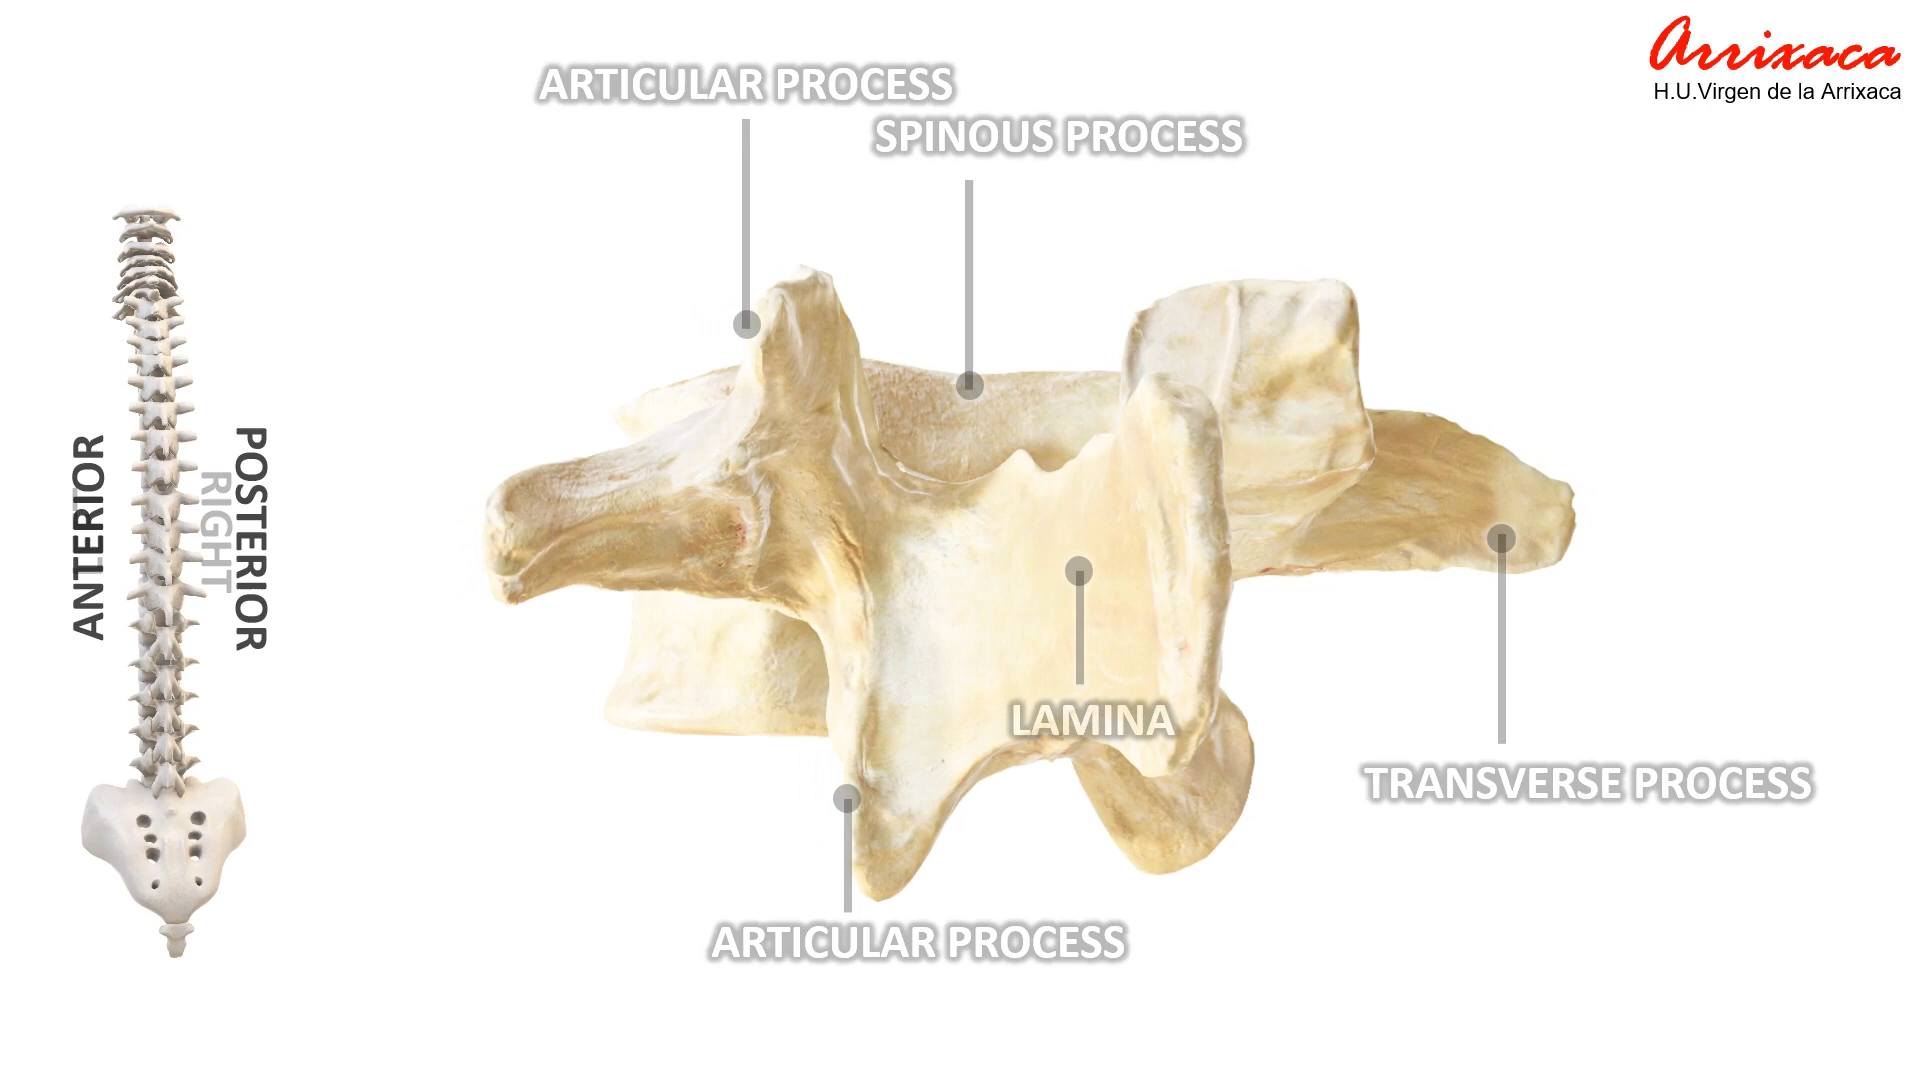 Arrixaca
H.U.Virgen de la Arrixaca
ARTICULAR PROCESS
SPINOUS PROCESS
ANTERIOR
RIGHT
POSTERIOR
LAMINA
TRANSVERSE PROCESS
ARTICULAR PROCESS